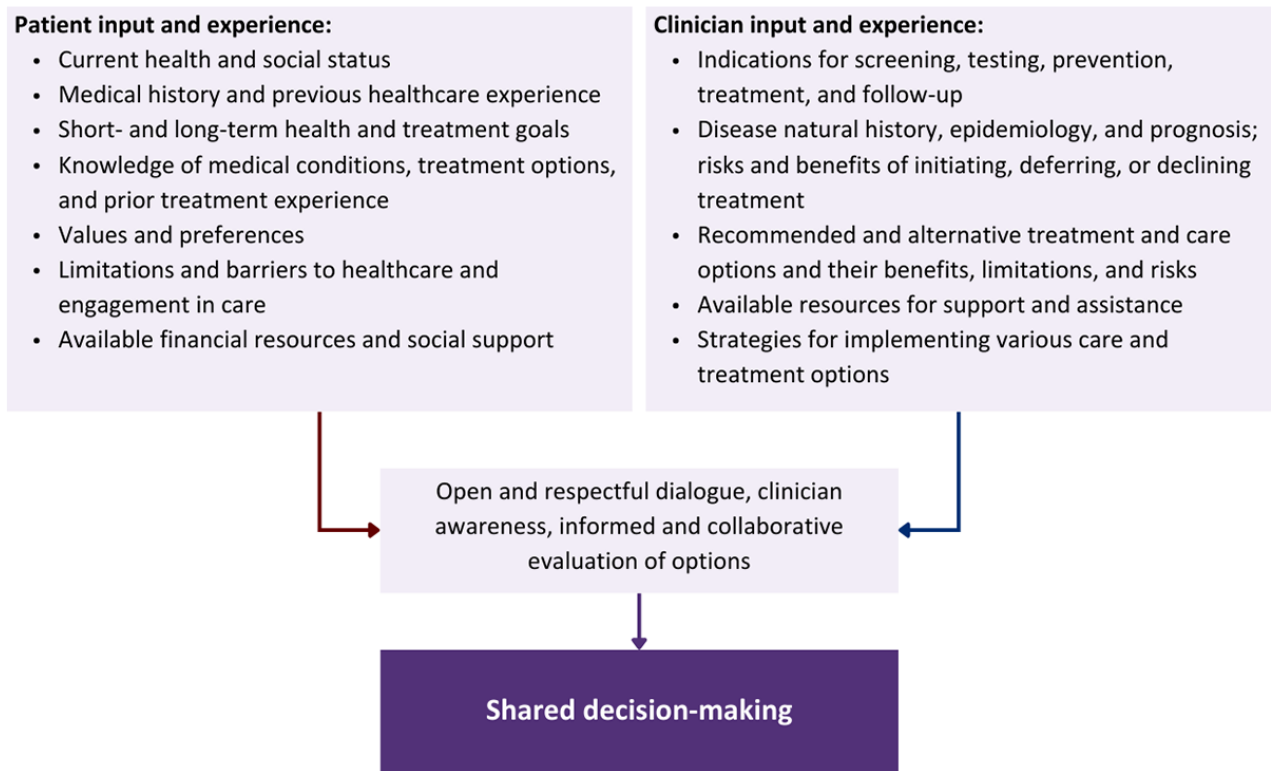 Patient input and experience:
• Current health and social status
• Medical history and previous healthcare experience
• Short- and long-term health and treatment goals
• Knowledge of medical conditions, treatment options,
and prior treatment experience
• Values and preferences
• Limitations and barriers to healthcare and
engagement in care
• Available financial resources and social support
Clinician input and experience:
• Indications for screening, testing, prevention,
treatment, and follow-up
• Disease natural history, epidemiology, and prognosis;
risks and benefits of initiating, deferring, or declining
treatment
• Recommended and alternative treatment and care
options and their benefits, limitations, and risks
• Available resources for support and assistance
• Strategies for implementing various care and
treatment options
Open and respectful dialogue, clinician
awareness, informed and collaborative
evaluation of options
Shared decision-making